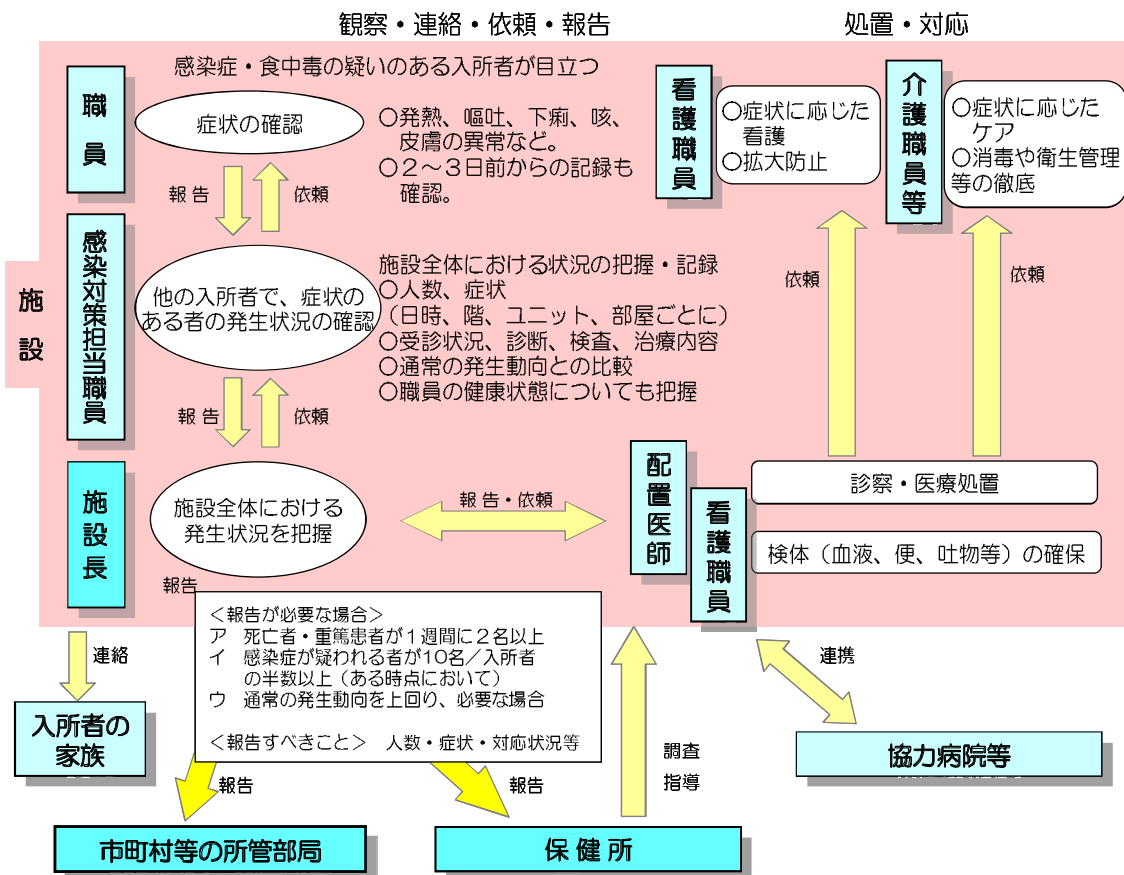 観察・連絡・依頼・報告
処置・対応
感染症・食中毒の疑いのある入所者が目立つ
職員
症状の確認
○発熱、嘔吐、下痢、咳、
皮膚の異常など。
○２～３日前からの記録も
確認。
看護職員
○症状に応じた
看護
○拡大防止
介護職員等
○症状に応じた
ケア
○消毒や衛生管理
等の徹底
報告
依頼
施設
感染対策担当職員
他の入所者で、症状の
ある者の発生状況の確認
施設全体における状況の把握・記録
○人数、症状
（日時、階、ユニット、部屋ごとに）
○受診状況、診断、検査、治療内容
○通常の発生動向との比較
○職員の健康状態についても把握
依頼
依頼
報告
依頼
施設長
施設全体における
発生状況を把握
報告・依頼
配置医師
看護職員
診察・医療処置
検体（血液、便、吐物等）の確保
報告
＜報告が必要な場合＞
ア　死亡者・重篤患者が１週間に２名以上
イ　感染症が疑われる者が10名／入所者
の半数以上（ある時点において）
ウ　通常の発生動向を上回り、必要な場合
＜報告すべきこと＞　人数・症状・対応状況等
連絡
連携
入所者の
家族
調査
指導
協力病院等
報告
報告
市町村等の所管部局
保健所